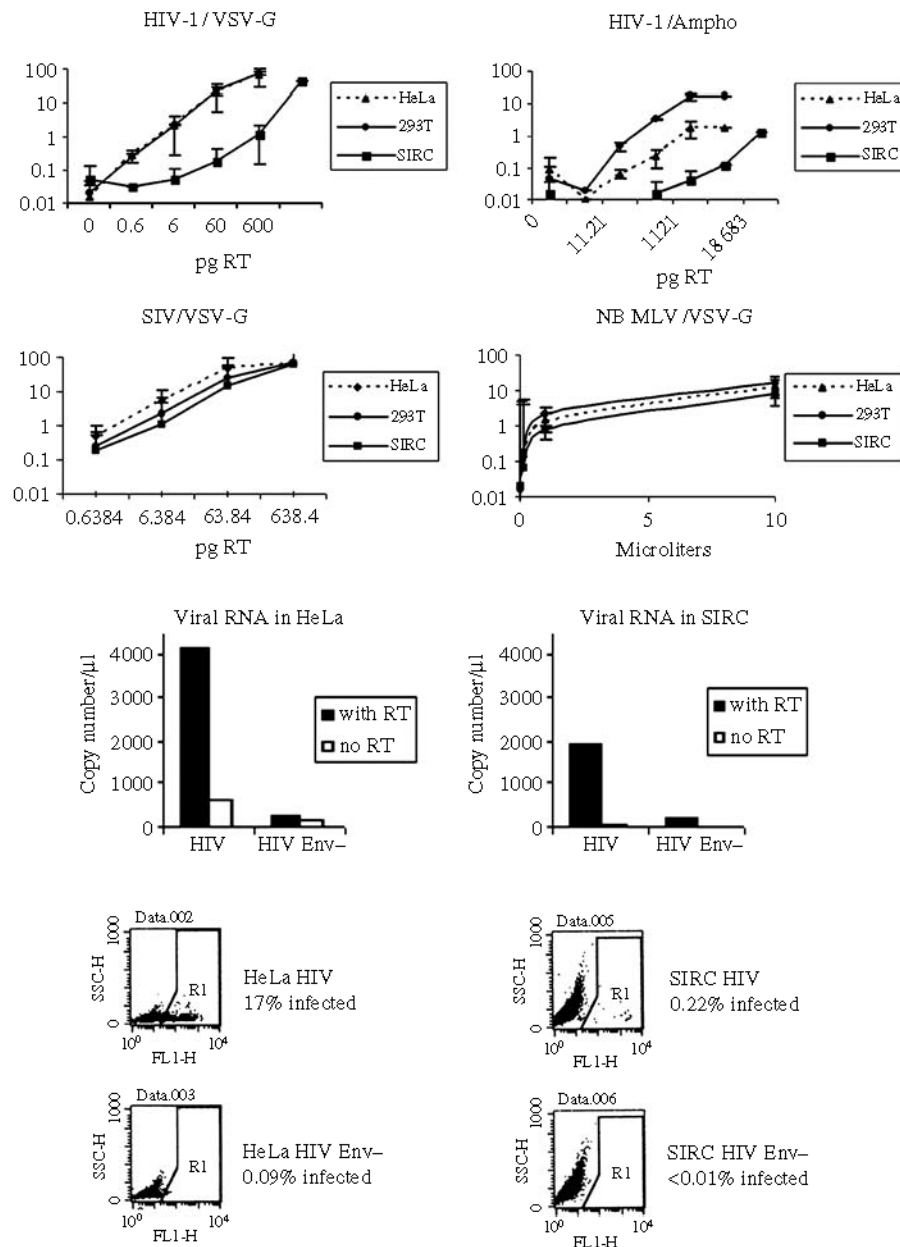 HIV-1 / VSV-G
100
10
1
0.1
0.01
0
0.6
6
60
600
pg RT
HeLa
293T
SIRC
HIV-1/Ampho
100
10
1
0.1
0.01
0
11.21
1121
18 683
pg RT
HeLa
293T
SIRC
SIV/VSV-G
100
10
1
0.1
0.01
0.6384
6.384
63.84
638.4
pg RT
HeLa
293T
SIRC
NB MLV /VSV-G
100
10
1
0.1
0.01
0
5
10
Microliters
HeLa
293T
SIRC
Viral RNA in HeLa
Copy number/µl
4000
3000
2000
1000
0
HIV
HIV Env–
with RT
no RT
Viral RNA in SIRC
Copy number/µl
4000
3000
2000
1000
0
HIV
HIV Env–
with RT
no RT
Data.002
SSC-H
1000
0
R1
10⁰
10⁴
FL1-H
HeLa HIV
17% infected
Data.005
SSC-H
1000
0
R1
10⁰
10⁴
FL1-H
SIRC HIV
0.22% infected
Data.003
SSC-H
1000
0
R1
10⁰
10⁴
FL1-H
HeLa HIV Env–
0.09% infected
Data.006
SSC-H
1000
0
R1
10⁰
10⁴
FL1-H
SIRC HIV Env–
<0.01% infected